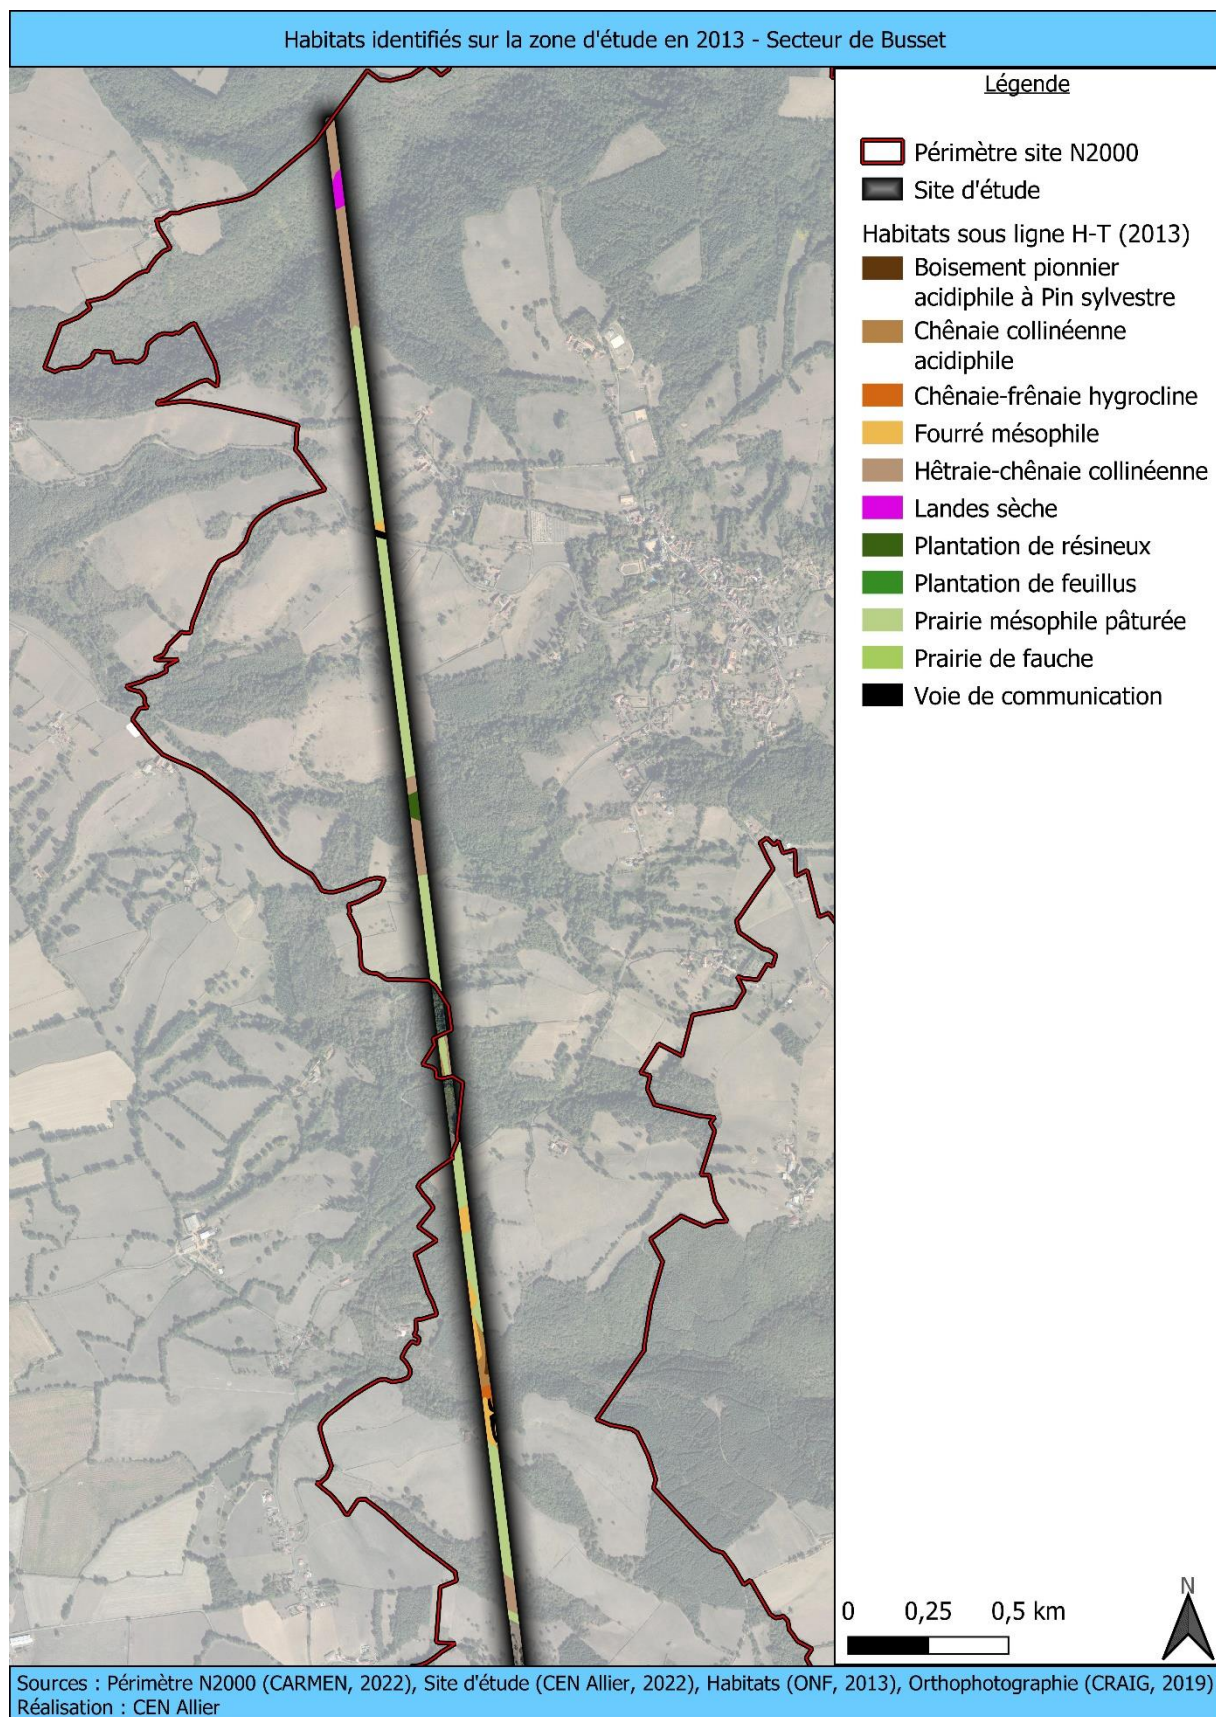 Habitats identifiés sur la zone d'étude en 2013 - Secteur de Busset
Légende
Périmètre site N2000
Site d'étude
Habitats sous ligne H-T (2013)
Boisement pionnier
acidiphile à Pin sylvestre
Chênaie collinéenne
acidiphile
Chênaie-frênaie hygrocline
Fourré mésophile
Hêtraie-chênaie collinéenne
Landes sèche
Plantation de résineux
Plantation de feuillus
Prairie mésophile pâturée
Prairie de fauche
Voie de communication
N
0 0,25 0,5 km
Sources : Périmètre N2000 (CARMEN, 2022), Site d'étude (CEN Allier, 2022), Habitats (ONF, 2013), Orthophotographie (CRAIG, 2019)
Réalisation : CEN Allier